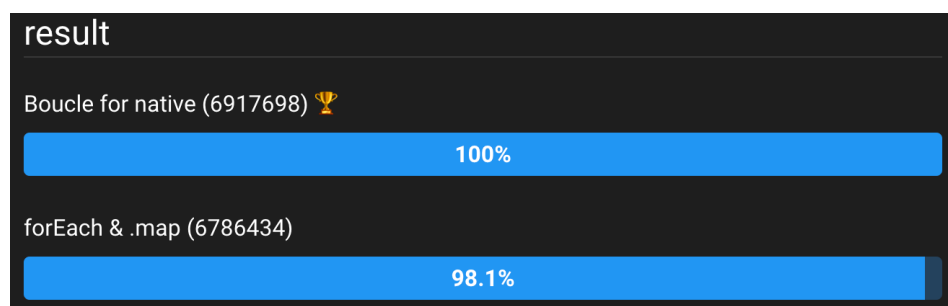 result
Boucle for native (6917698) 🏆
100%
forEach & .map (6786434)
98.1%